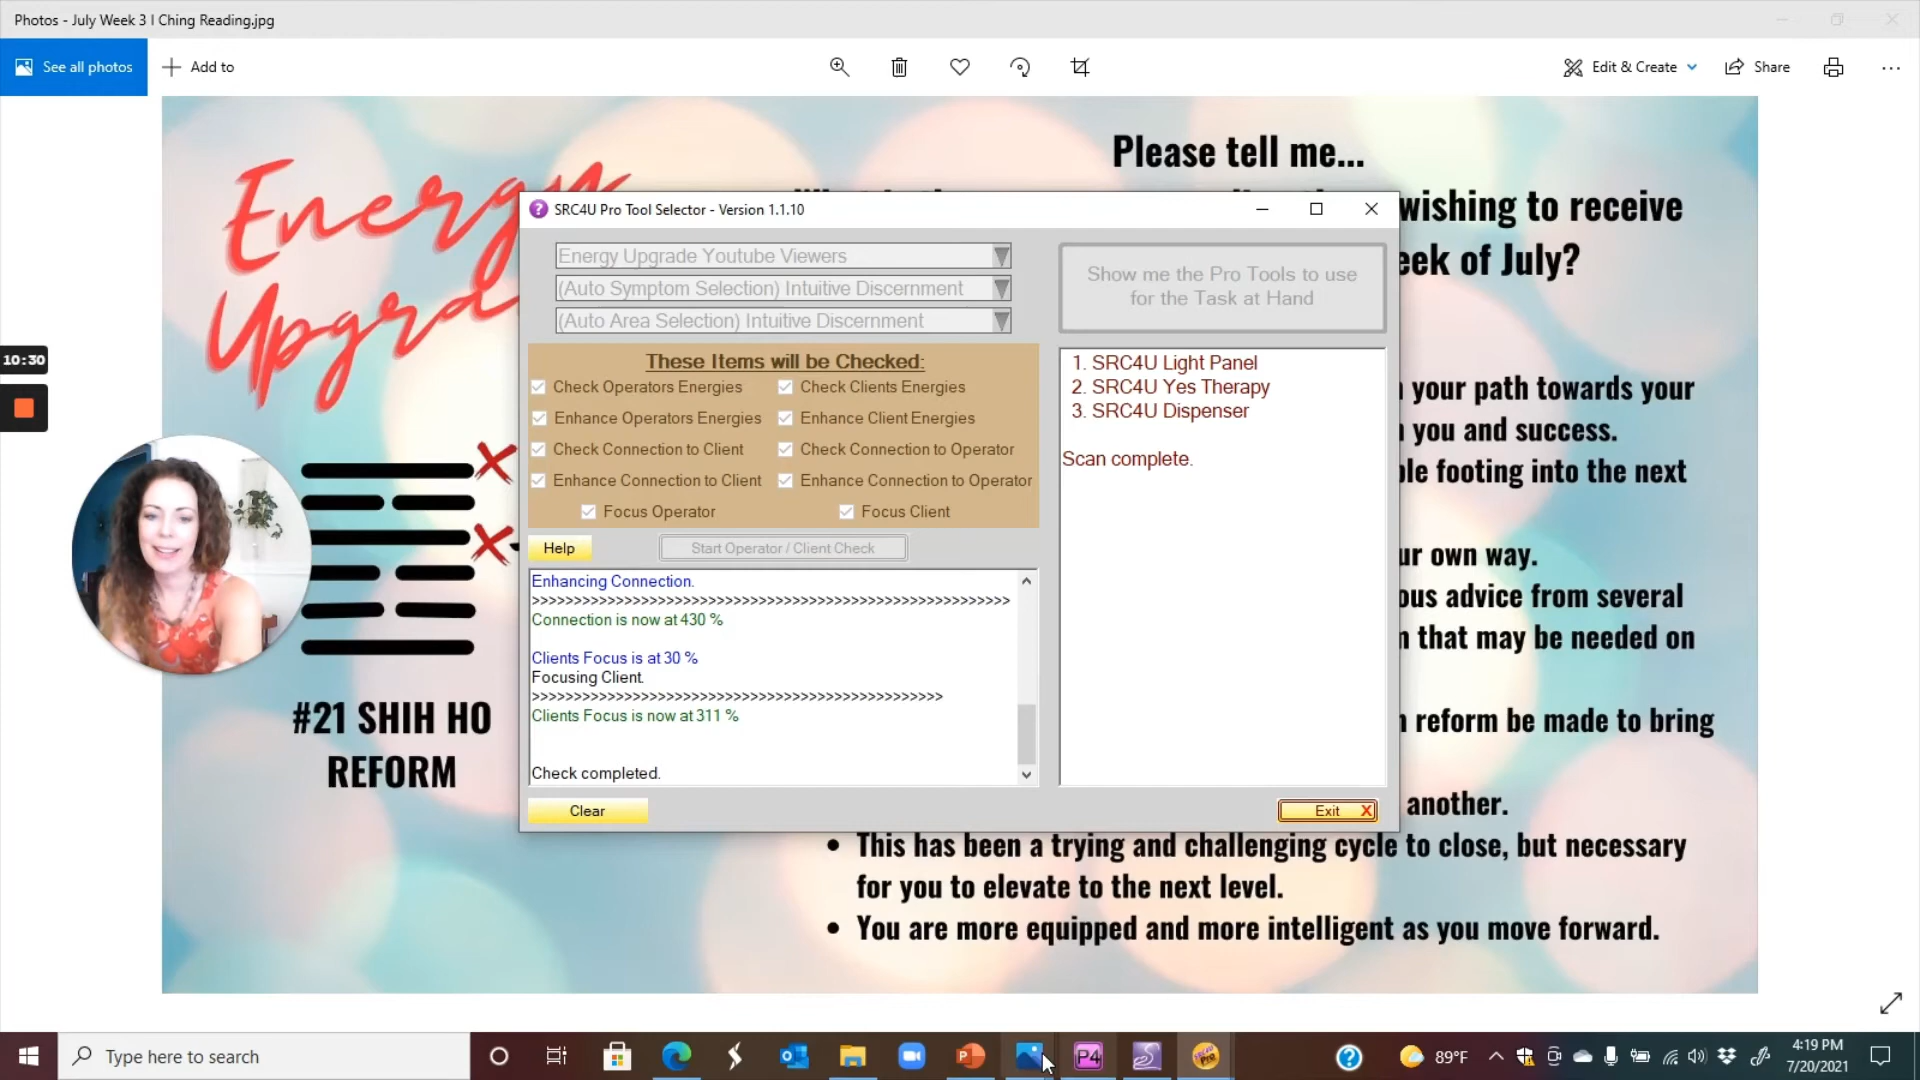 Photos - July Week 3 I Ching Reading.jpg
See all photos
Add to
Edit & Create
Share
Energy
Please tell me...
wishing to receive
eek of July?
your path towards your
you and success.
ble footing into the next
ur own way.
ous advice from several
that may be needed on
reform be made to bring
another.
This has been a trying and challenging cycle to close, but necessary
for you to elevate to the next level.
You are more equipped and more intelligent as you move forward.
#21 SHIH HO
REFORM
10:30
SRC4U Pro Tool Selector - Version 1.1.10
Energy Upgrade Youtube Viewers
(Auto Symptom Selection) Intuitive Discernment
(Auto Area Selection) Intuitive Discernment
Show me the Pro Tools to use
for the Task at Hand
These Items will be Checked:
Check Operators Energies
Check Clients Energies
Enhance Operators Energies
Enhance Client Energies
Check Connection to Client
Check Connection to Operator
Enhance Connection to Client
Enhance Connection to Operator
Focus Operator
Focus Client
Help
Start Operator / Client Check
Enhancing Connection.
>>>>>>>>>>>>>>>>>>>>>>>>>>>>>>>>>>>>>>>>>>>>>>>>>>>>>>>>>
Connection is now at 430 %
Clients Focus is at 30 %
Focusing Client.
>>>>>>>>>>>>>>>>>>>>>>>>>>>>>>>>>>>>>>>>>>>>>>>>>
Clients Focus is now at 311 %
Check completed.
1. SRC4U Light Panel
2. SRC4U Yes Therapy
3. SRC4U Dispenser
Scan complete.
Clear
Exit X
Type here to search
P4
89°F
4:19 PM
7/20/2021